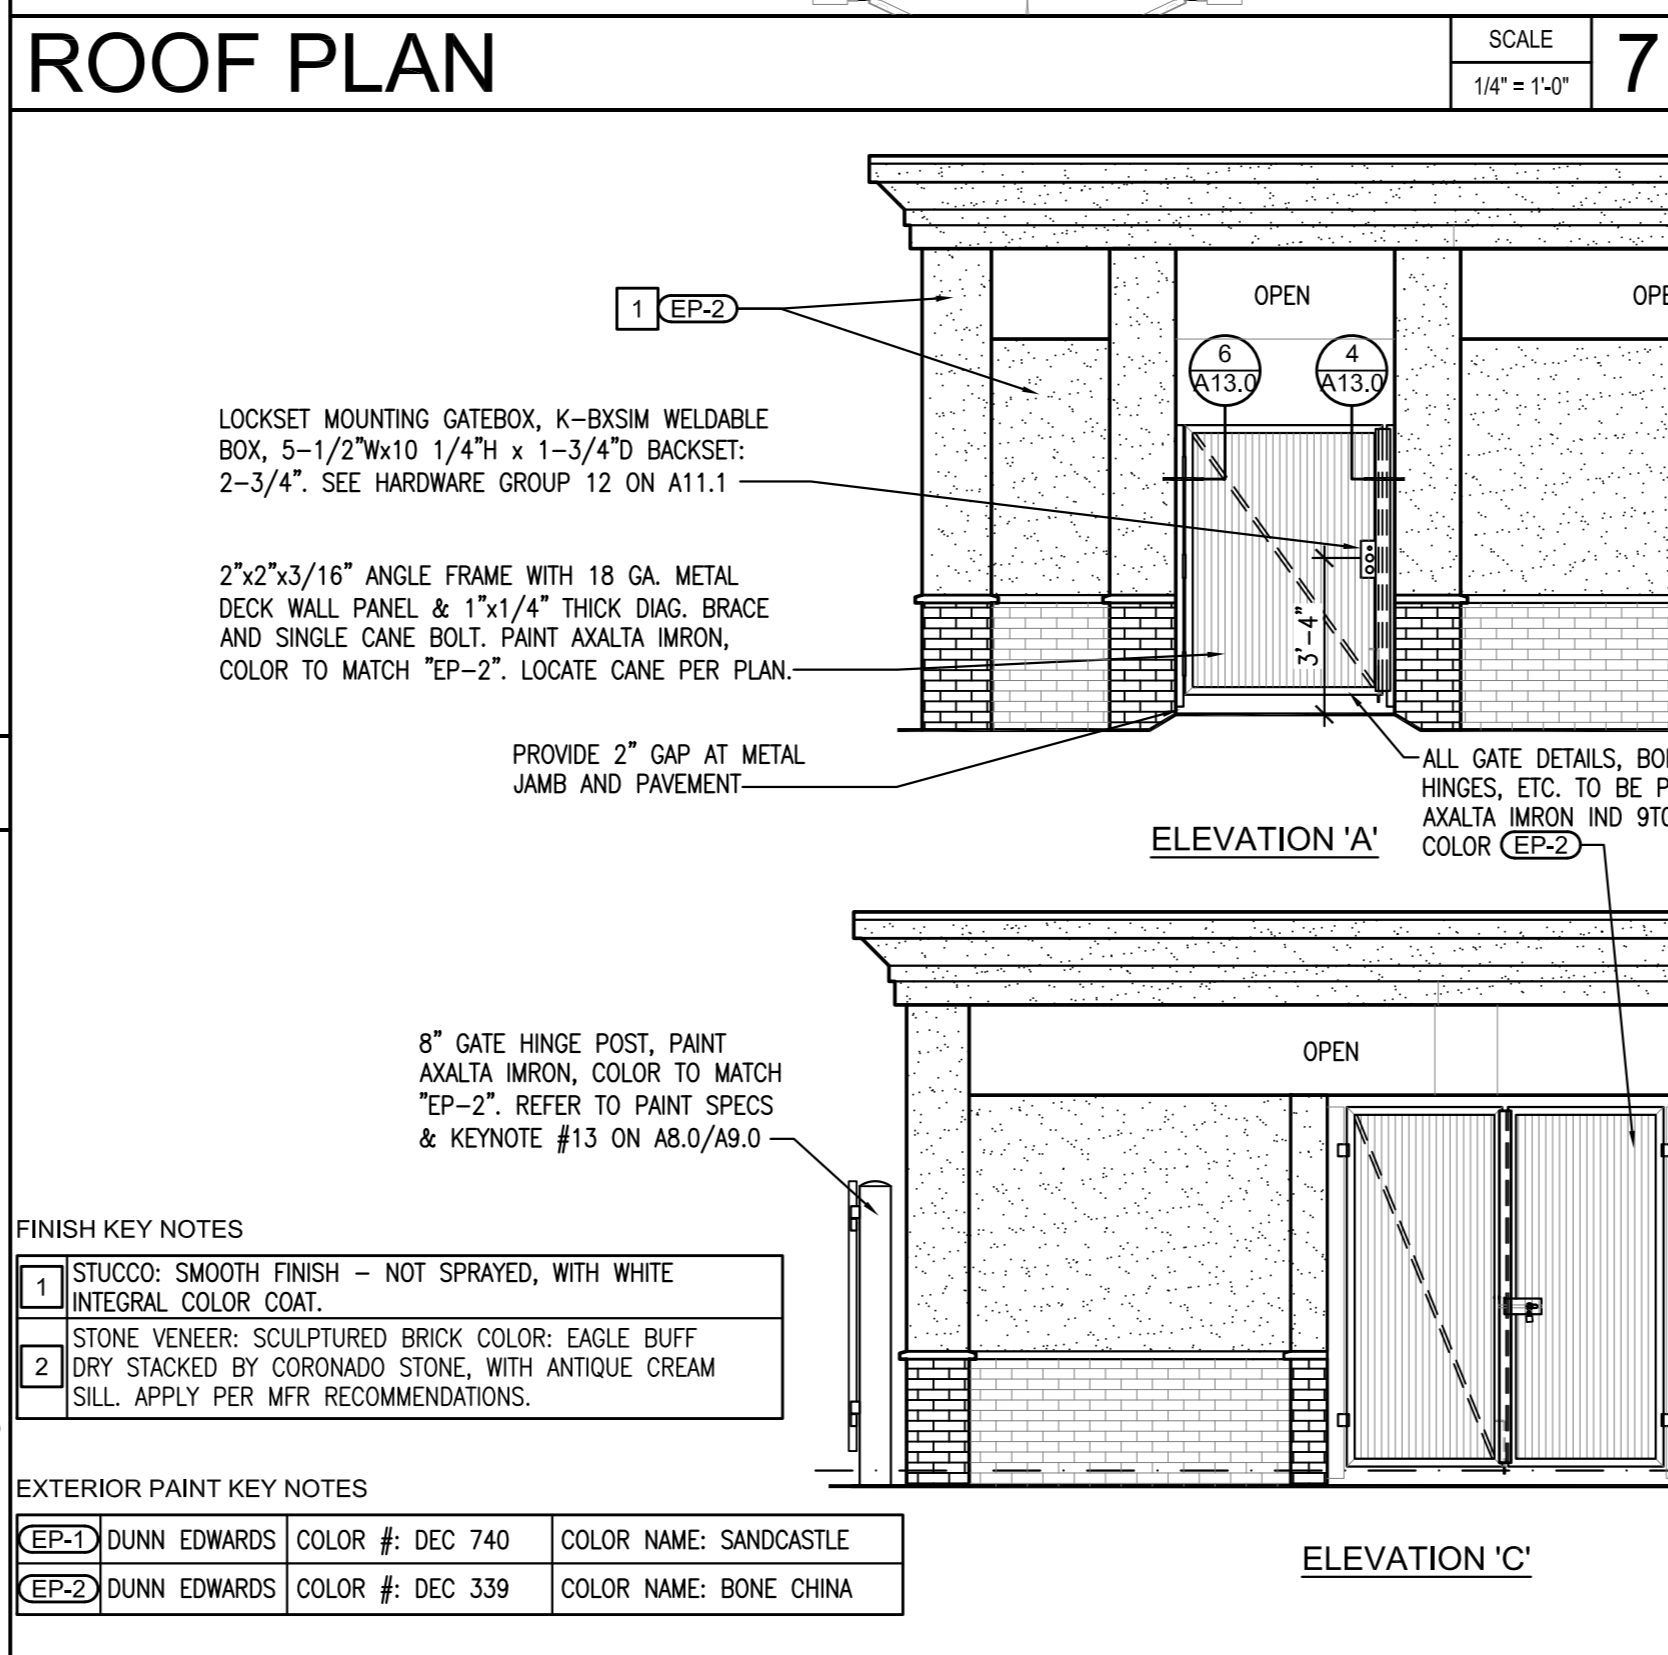 ROOF PLAN
SCALE
1/4" = 1'-0"
7
1 EP-2
OPEN
6
A13.0
4
A13.0
LOCKSET MOUNTING GATEBOX, K-BXSIM WELDABLE
BOX, 5-1/2"Wx10 1/4"H x 1-3/4"D BACKSET:
2-3/4". SEE HARDWARE GROUP 12 ON A11.1
2"x2"x3/16" ANGLE FRAME WITH 18 GA. METAL
DECK WALL PANEL & 1"x1/4" THICK DIAG. BRACE
AND SINGLE CANE BOLT. PAINT AXALTA IMRON,
COLOR TO MATCH "EP-2". LOCATE CANE PER PLAN.
3'-4"
PROVIDE 2" GAP AT METAL
JAMB AND PAVEMENT
ALL GATE DETAILS,
HINGES, ETC. TO BE
AXALTA IMRON IND
COLOR EP-2
ELEVATION 'A'
OPEN
8" GATE HINGE POST, PAINT
AXALTA IMRON, COLOR TO MATCH
"EP-2". REFER TO PAINT SPECS
& KEYNOTE #13 ON A8.0/A9.0
FINISH KEY NOTES
1 STUCCO: SMOOTH FINISH - NOT SPRAYED, WITH WHITE
INTEGRAL COLOR COAT.
2 STONE VENEER: SCULPTURED BRICK COLOR: EAGLE BUFF
DRY STACKED BY CORONADO STONE, WITH ANTIQUE CREAM
SILL. APPLY PER MFR RECOMMENDATIONS.
EXTERIOR PAINT KEY NOTES
EP-1 DUNN EDWARDS COLOR #: DEC 740 COLOR NAME: SANDCASTLE
EP-2 DUNN EDWARDS COLOR #: DEC 339 COLOR NAME: BONE CHINA
ELEVATION 'C'